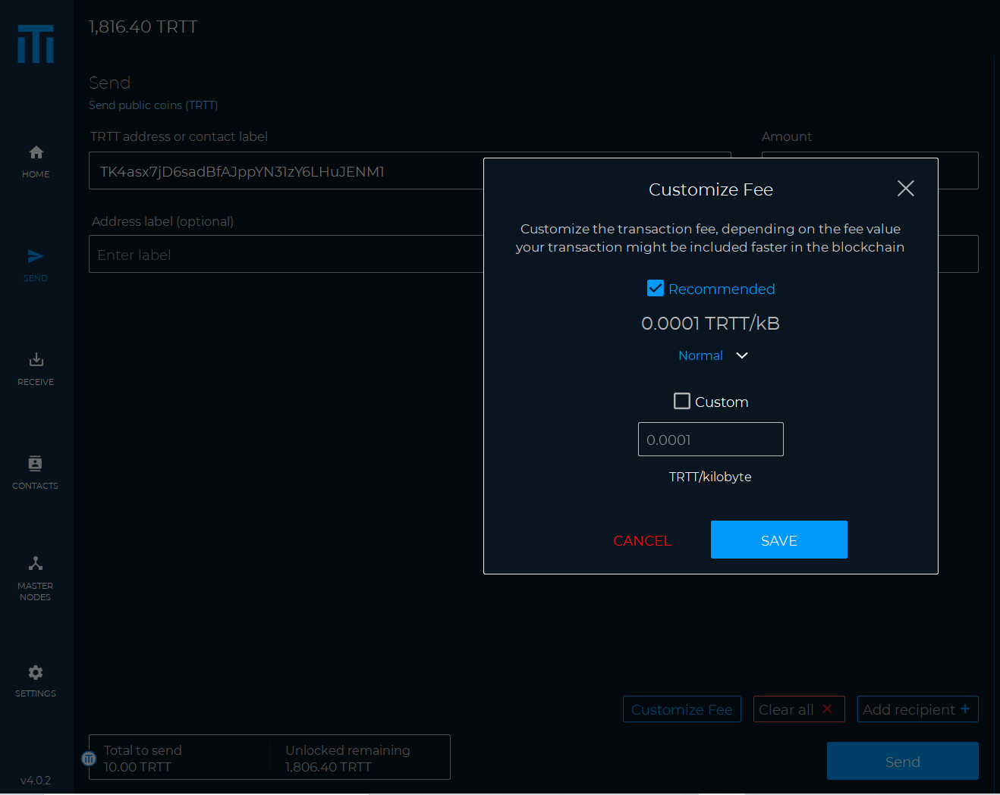 1,816.40 TRTT
Send
Send public coins (TRTT)
TRTT address or contact label
Amount
TK4asx7jD6sadBfAJppYN31zY6LHuJENM1
Address label (optional)
Enter label
HOME
SEND
RECEIVE
CONTACTS
MASTER
NODES
SETTINGS
v4.0.2
Customize Fee
Customize the transaction fee, depending on the fee value
your transaction might be included faster in the blockchain
Recommended
0.0001 TRTT/kB
Normal
Custom
0.0001
TRTT/kilobyte
CANCEL
SAVE
Customize Fee
Clear all
Add recipient +
Total to send
10.00 TRTT
Unlocked remaining
1,806.40 TRTT
Send